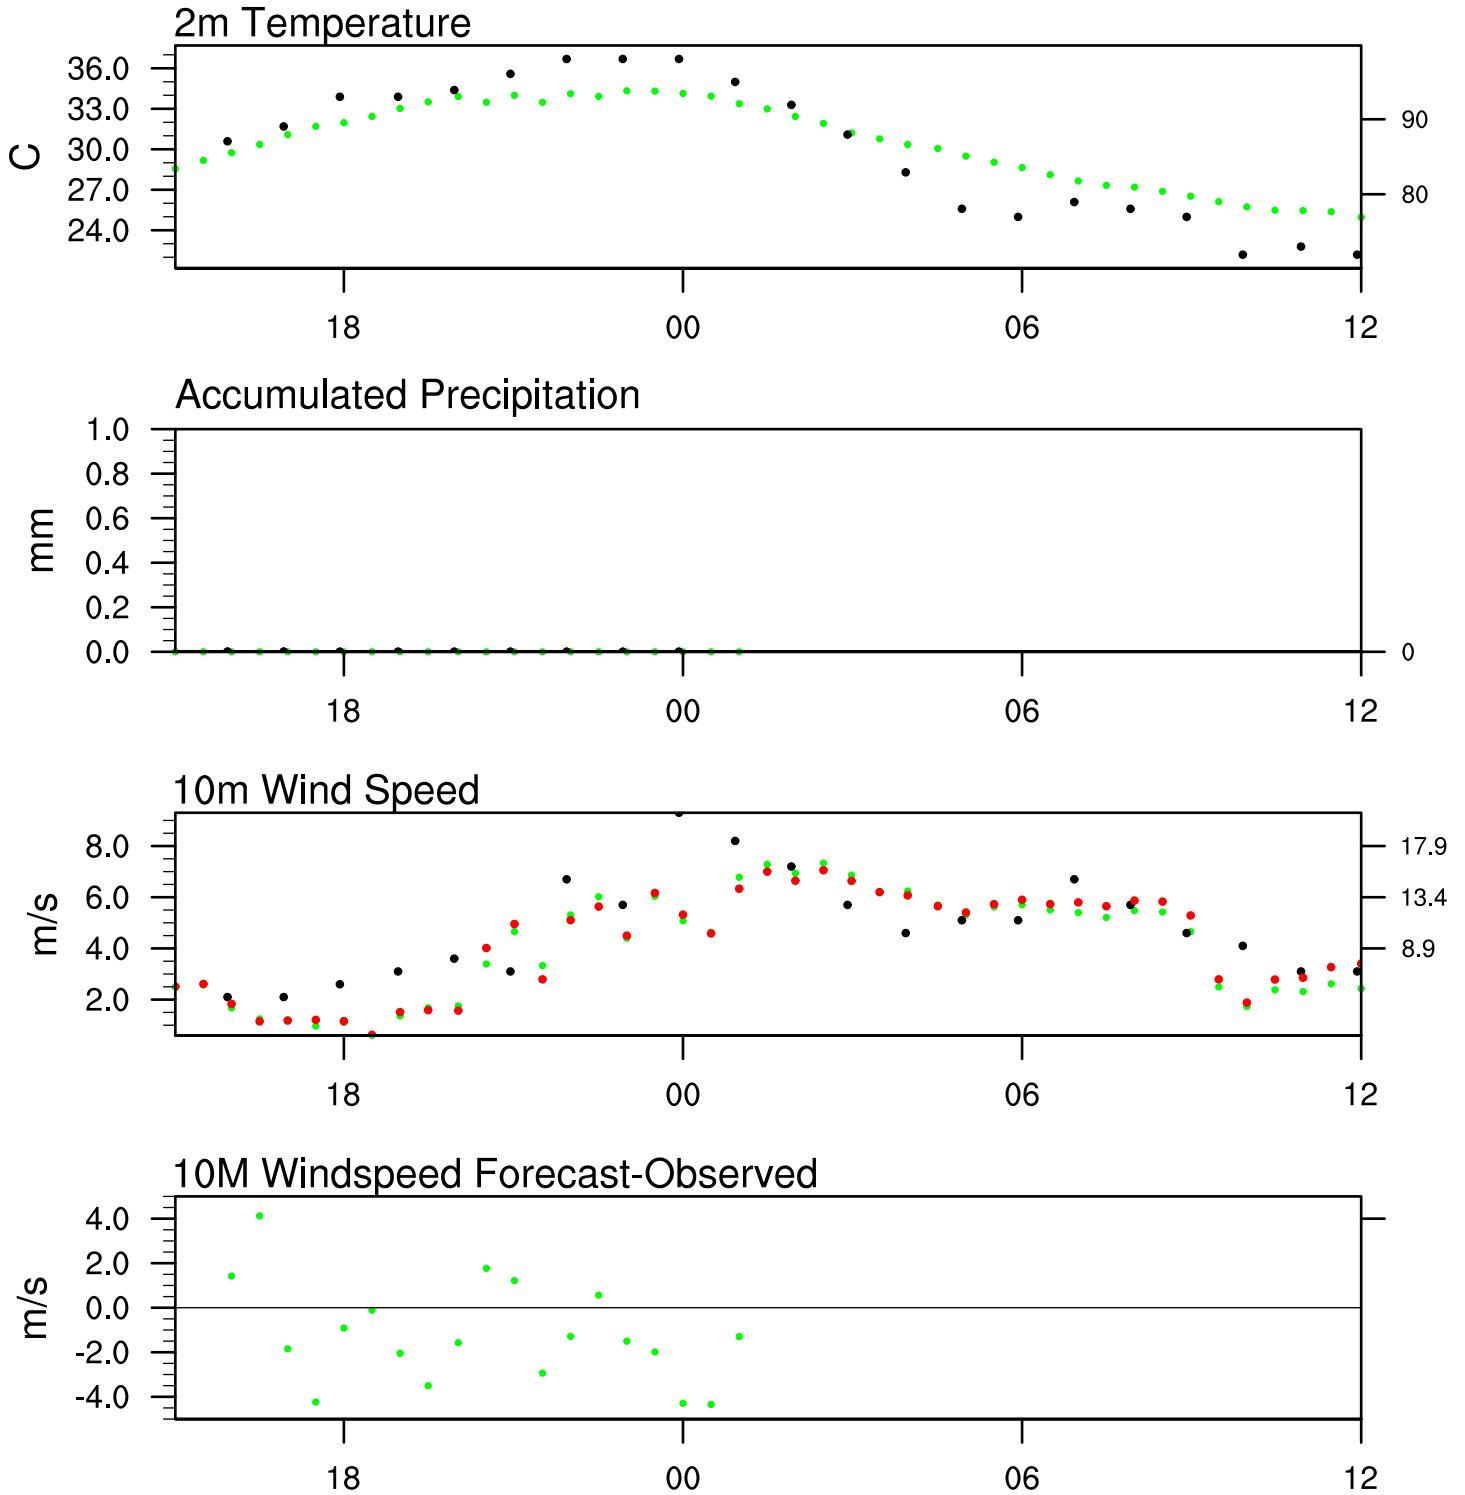 2m Temperature
36.0
33.0
90
30.0
C
27.0
80
24.0
18 00 06 12
Accumulated Precipitation
1.0
0.8
0.6
mm
0.4
0.2
0.0 0
18 00 06 12
10m Wind Speed
8.0 17.9
6.0 13.4
m/s
4.0 8.9
2.0
18 00 06 12
10M Windspeed Forecast-Observed
4.0
2.0
0.0
m/s
-2.0
-4.0
18 00 06 12